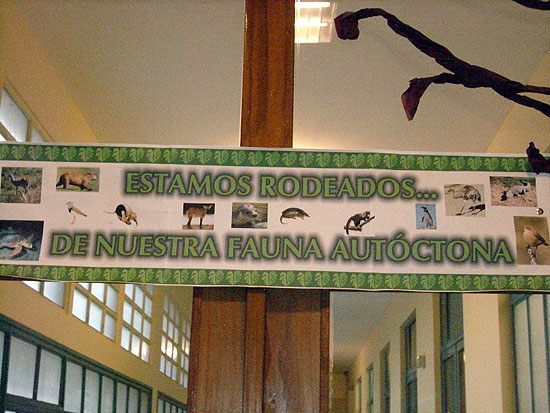 ESTAMOS RODEADOS...
DE NUESTRA FAUNA AUTÓCTONA